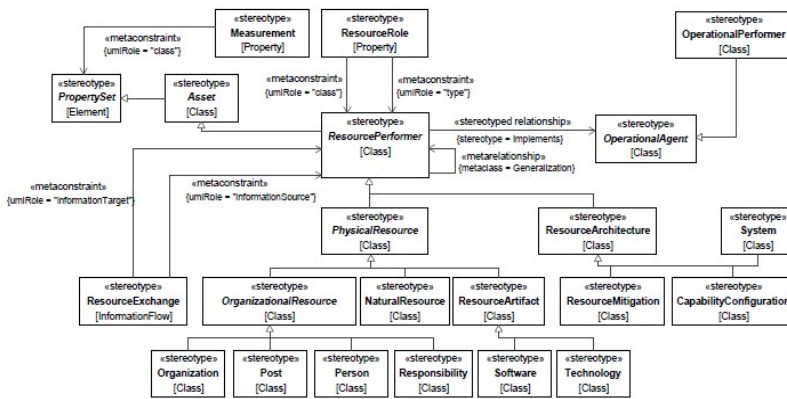 «stereotype»
Measurement
[Property]
«stereotype»
ResourceRole
[Property]
«stereotype»
OperationalPerformer
[Class]
«metaconstraint»
{umlRole = "class"}
«stereotype»
PropertySet
[Element]
«stereotype»
Asset
[Class]
«metaconstraint»
{umlRole = "class"}
«metaconstraint»
{umlRole = "type"}
«stereotype»
ResourcePerformer
[Class]
«stereotyped relationship»
{stereotype = Implements}
«stereotype»
OperationalAgent
[Class]
«metarelationship»
{metaclass = Generalization}
«metaconstraint»
{umlRole = "informationTarget"}
«metaconstraint»
{umlRole = "informationSource"}
«stereotype»
PhysicalResource
[Class]
«stereotype»
ResourceArchitecture
[Class]
«stereotype»
System
[Class]
«stereotype»
ResourceExchange
[InformationFlow]
«stereotype»
OrganizationalResource
[Class]
«stereotype»
NaturalResource
[Class]
«stereotype»
ResourceArtifact
[Class]
«stereotype»
ResourceMitigation
[Class]
«stereotype»
CapabilityConfiguration
[Class]
«stereotype»
Organization
[Class]
«stereotype»
Post
[Class]
«stereotype»
Person
[Class]
«stereotype»
Responsibility
[Class]
«stereotype»
Software
[Class]
«stereotype»
Technology
[Class]